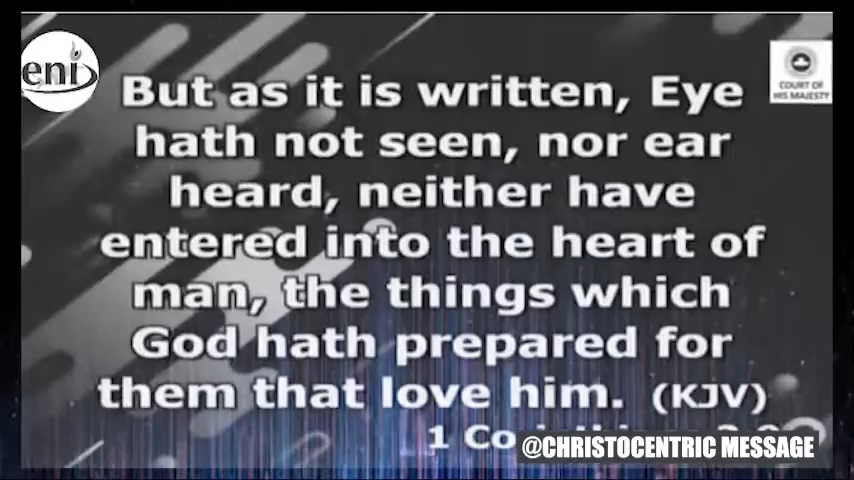 eni
COURT OF
HIS MAJESTY
But as it is written, Eye
hath not seen, nor ear
heard, neither have
entered into the heart of
man, the things which
God hath prepared for
them that love him. (KJV)
1 Co
@CHRISTOCENTRIC MESSAGE